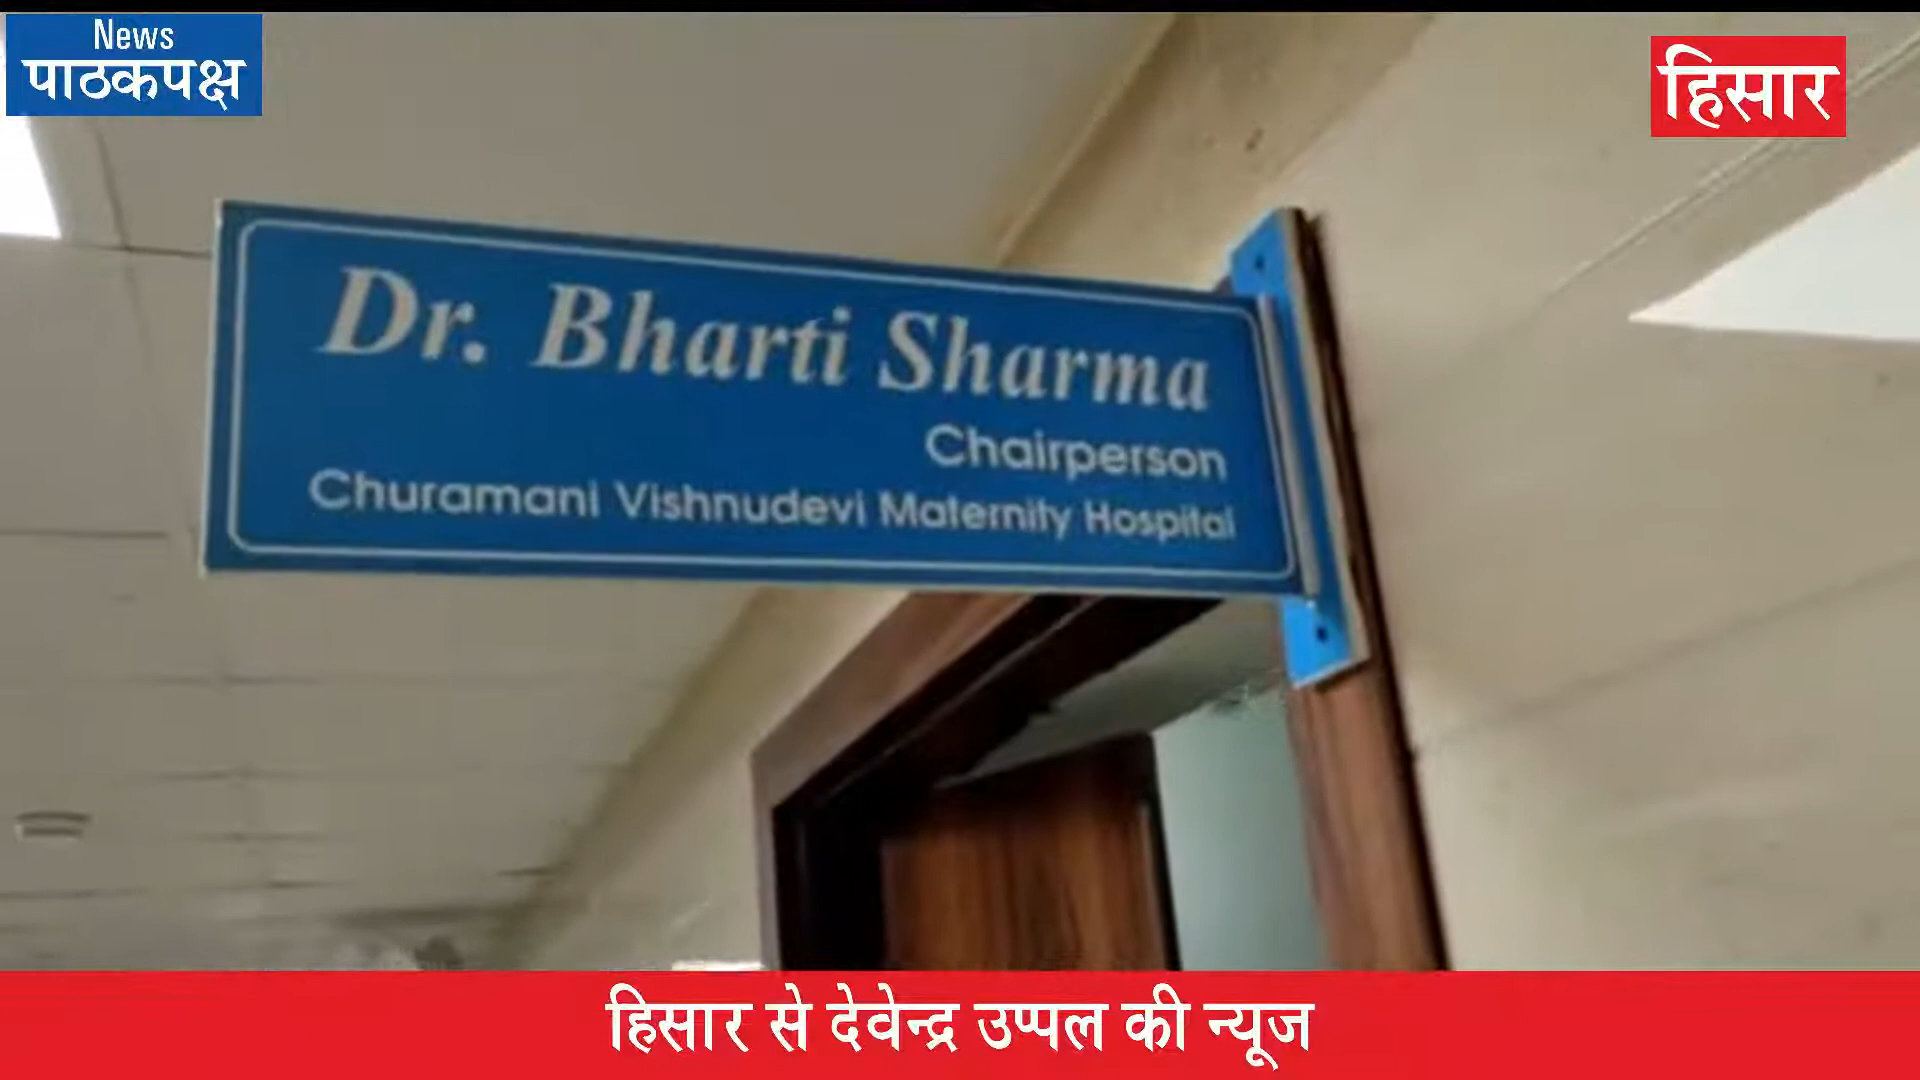 News
पाठकपक्ष
हिसार
Dr. Bharti Sharma
Chairperson
Churamani Vishnudevi Maternity Hospital
हिसार से देवेन्द्र उप्पल की न्यूज